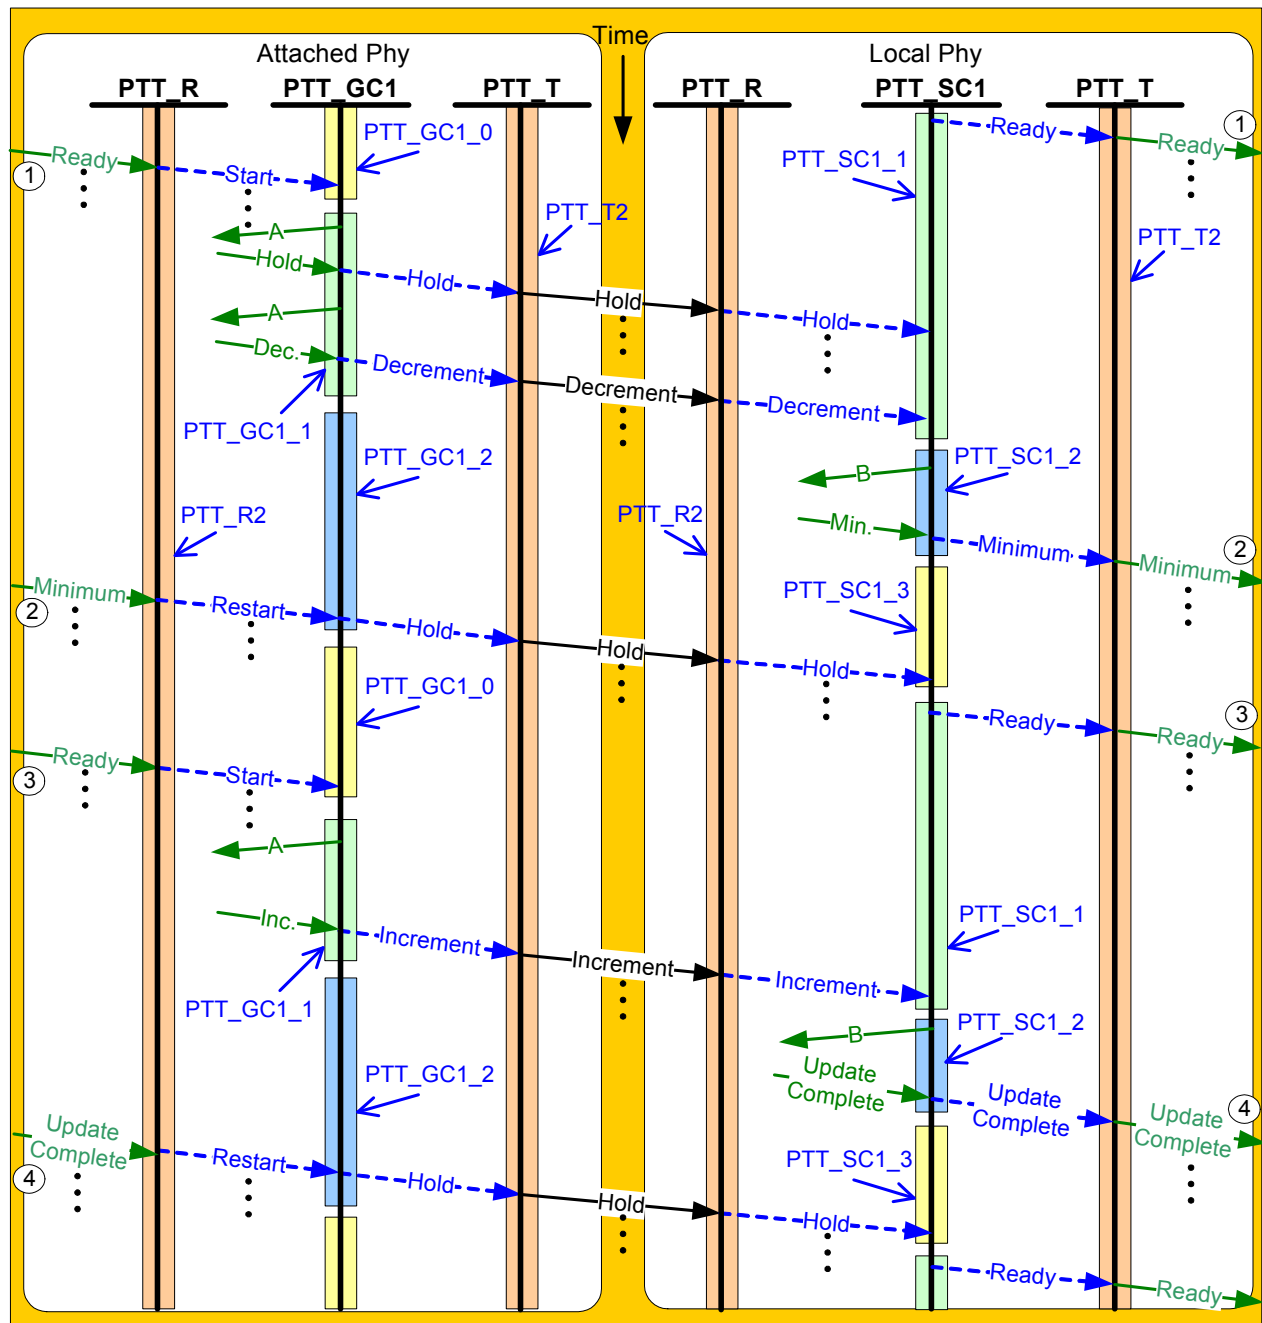 Time
Attached Phy
Local Phy
PTT_R
PTT_GC1
PTT_T
PTT_R
PTT_SC1
PTT_T
Ready
1
Ready
1
PTT_GC1_0
Ready
1
Start
PTT_SC1_1
PTT_T2
A
PTT_T2
Hold
Hold
Hold
Hold
A
Dec.
Decrement
Decrement
Decrement
PTT_GC1_1
PTT_GC1_2
PTT_SC1_2
B
PTT_R2
PTT_R2
Min.
Minimum
2
Minimum
Minimum
2
Restart
PTT_SC1_3
Hold
Hold
Hold
PTT_GC1_0
Ready
3
Ready
Ready
3
Start
A
Inc.
PTT_SC1_1
Increment
Increment
Increment
PTT_GC1_1
PTT_SC1_2
B
PTT_GC1_2
Update
Complete
Update
Complete
Update
Complete
4
Update
Complete
4
Restart
PTT_SC1_3
Hold
Hold
Hold
Ready
Ready